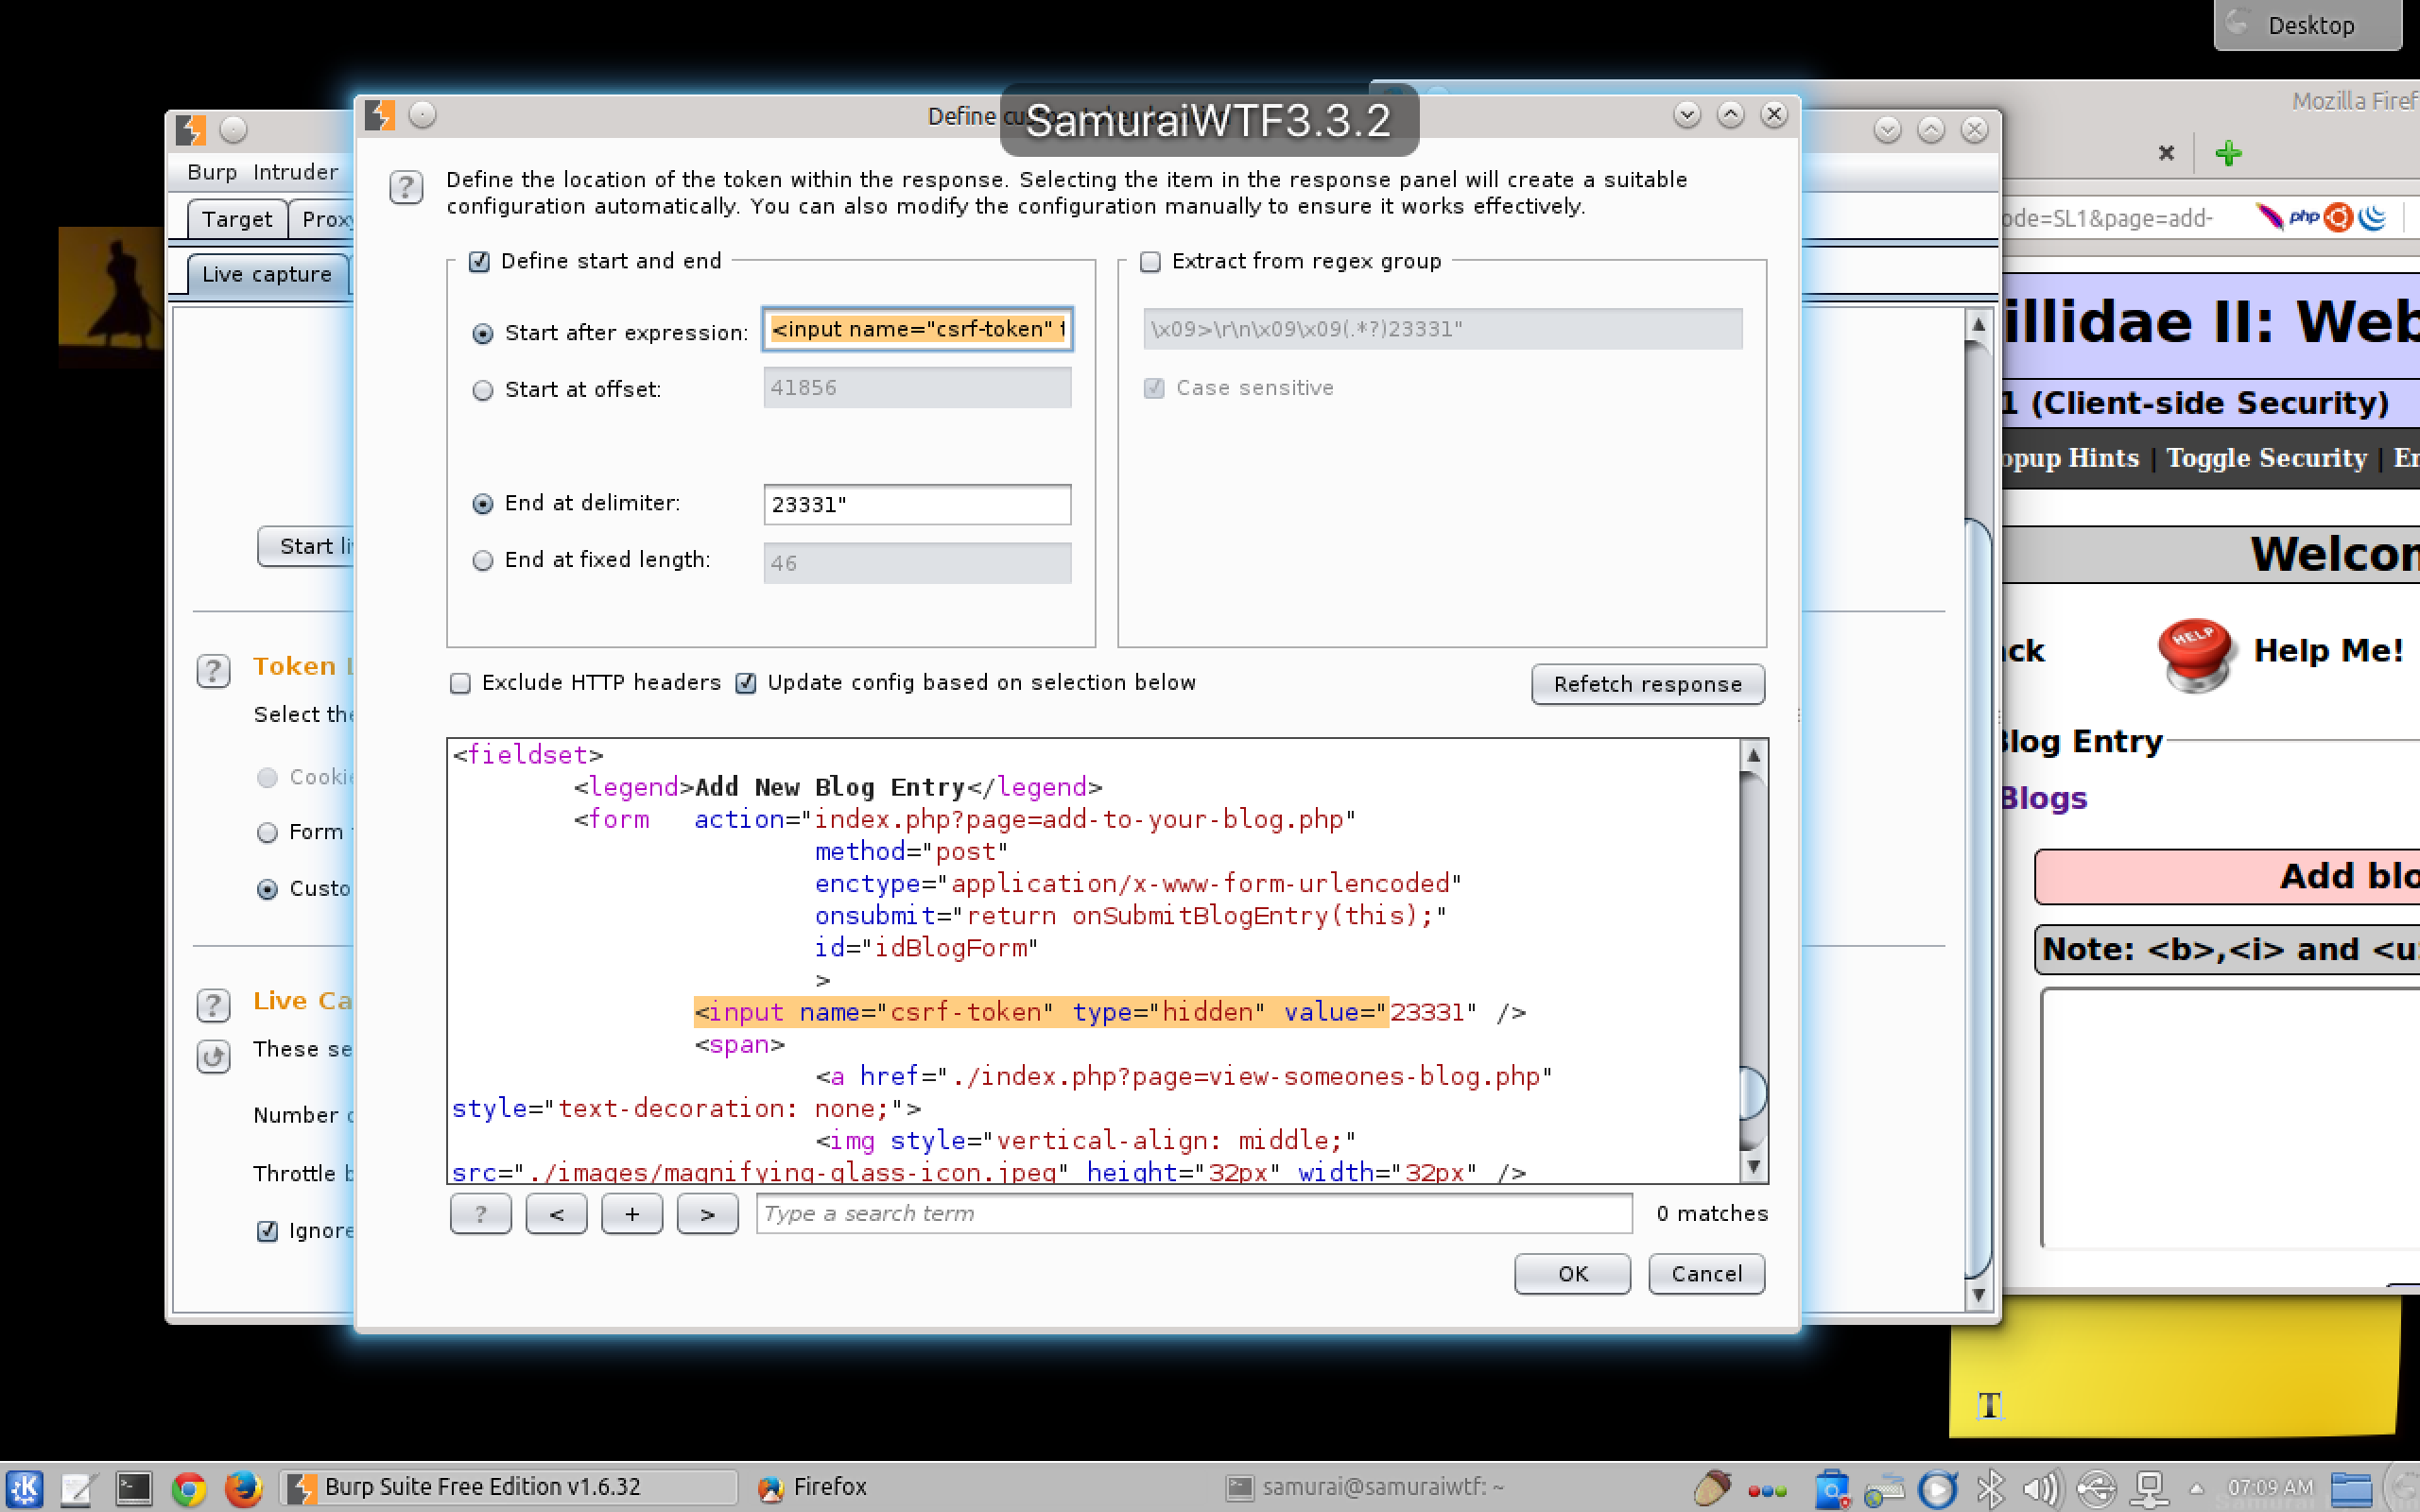 Desktop
SamuraiWTF3.3.2
Define
Mozilla Firef
Burp Intruder
Target
Live capture
Define the location of the token within the response. Selecting the item in the response panel will create a suitable
configuration automatically. You can also modify the configuration manually to ensure it works effectively.
Define start and end
Start after expression: <input name="csrf-token" t
Start at offset: 41856
End at delimiter: 23331"
End at fixed length: 46
Extract from regex group
\x09>\r\n\x09\x09(.*?)23331"
Case sensitive
Exclude HTTP headers
Update config based on selection below
Refetch response
<fieldset>
<legend>Add New Blog Entry</legend>
<form action="index.php?page=add-to-your-blog.php"
method="post"
enctype="application/x-www-form-urlencoded"
onsubmit="return onSubmitBlogEntry(this);"
id="idBlogForm"
>
<input name="csrf-token" type="hidden" value="23331" />
<span>
<a href="./index.php?page=view-someones-blog.php"
style="text-decoration: none;">
<img style="vertical-align: middle;"
src="./images/magnifying-glass-icon.jpeg" height="32px" width="32px" />
? < + > Type a search term 0 matches
OK Cancel
Start li
Token L
Select the
Cookie
Form
Custo
Live Ca
These se
Number
Throttle b
Ignore
ode=SL1&page=add-
php
illidae II: Web
1 (Client-side Security)
opup Hints | Toggle Security | En
Welcom
ack
HELP
Help Me!
Blog Entry
Blogs
Add blo
Note: <b>,<i> and <u
T
Burp Suite Free Edition v1.6.32
Firefox
samurai@samuraiwtf: ~
07:09 AM